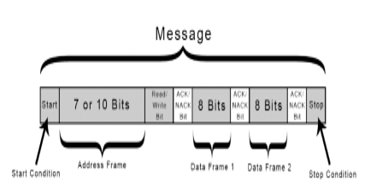 Message
Start
7 or 10 Bits
Read/
Write
Bit
ACK/
NACK
Bit
8 Bits
ACK/
NACK
Bit
8 Bits
ACK/
NACK
Bit
Stop
Start Condition
Address Frame
Data Frame 1
Data Frame 2
Stop Condition